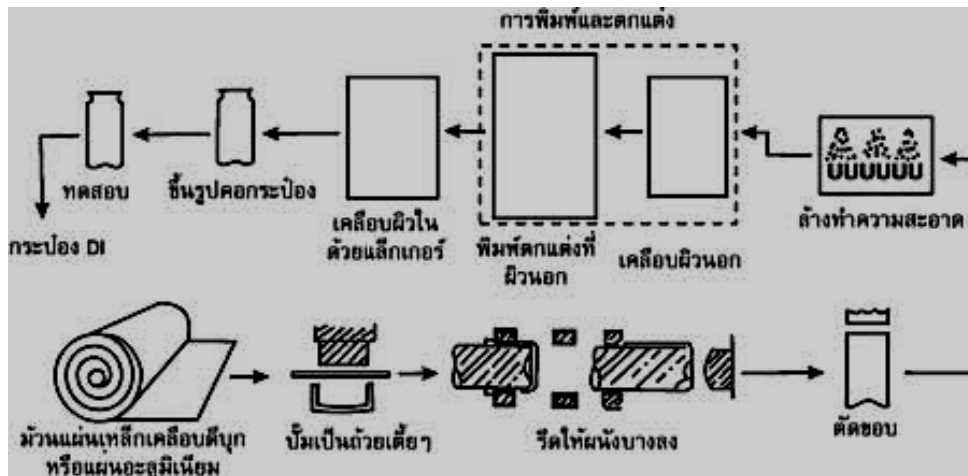 การพิมพ์และตกแต่ง
ทดสอบ
ขึ้นรูปคอกระป๋อง
เคลือบผิวใน
ด้วยแล็กเกอร์
พิมพ์ตกแต่งที่
ผิวนอก
เคลือบผิวนอก
ล้างทำความสะอาด
กระป๋อง DI
ม้วนแผ่นเหล็กเคลือบดีบุก
หรือแผ่นอะลูมิเนียม
ปั๊มเป็นถ้วยเตี้ยๆ
รีดให้ผนังบางลง
ตัดขอบ